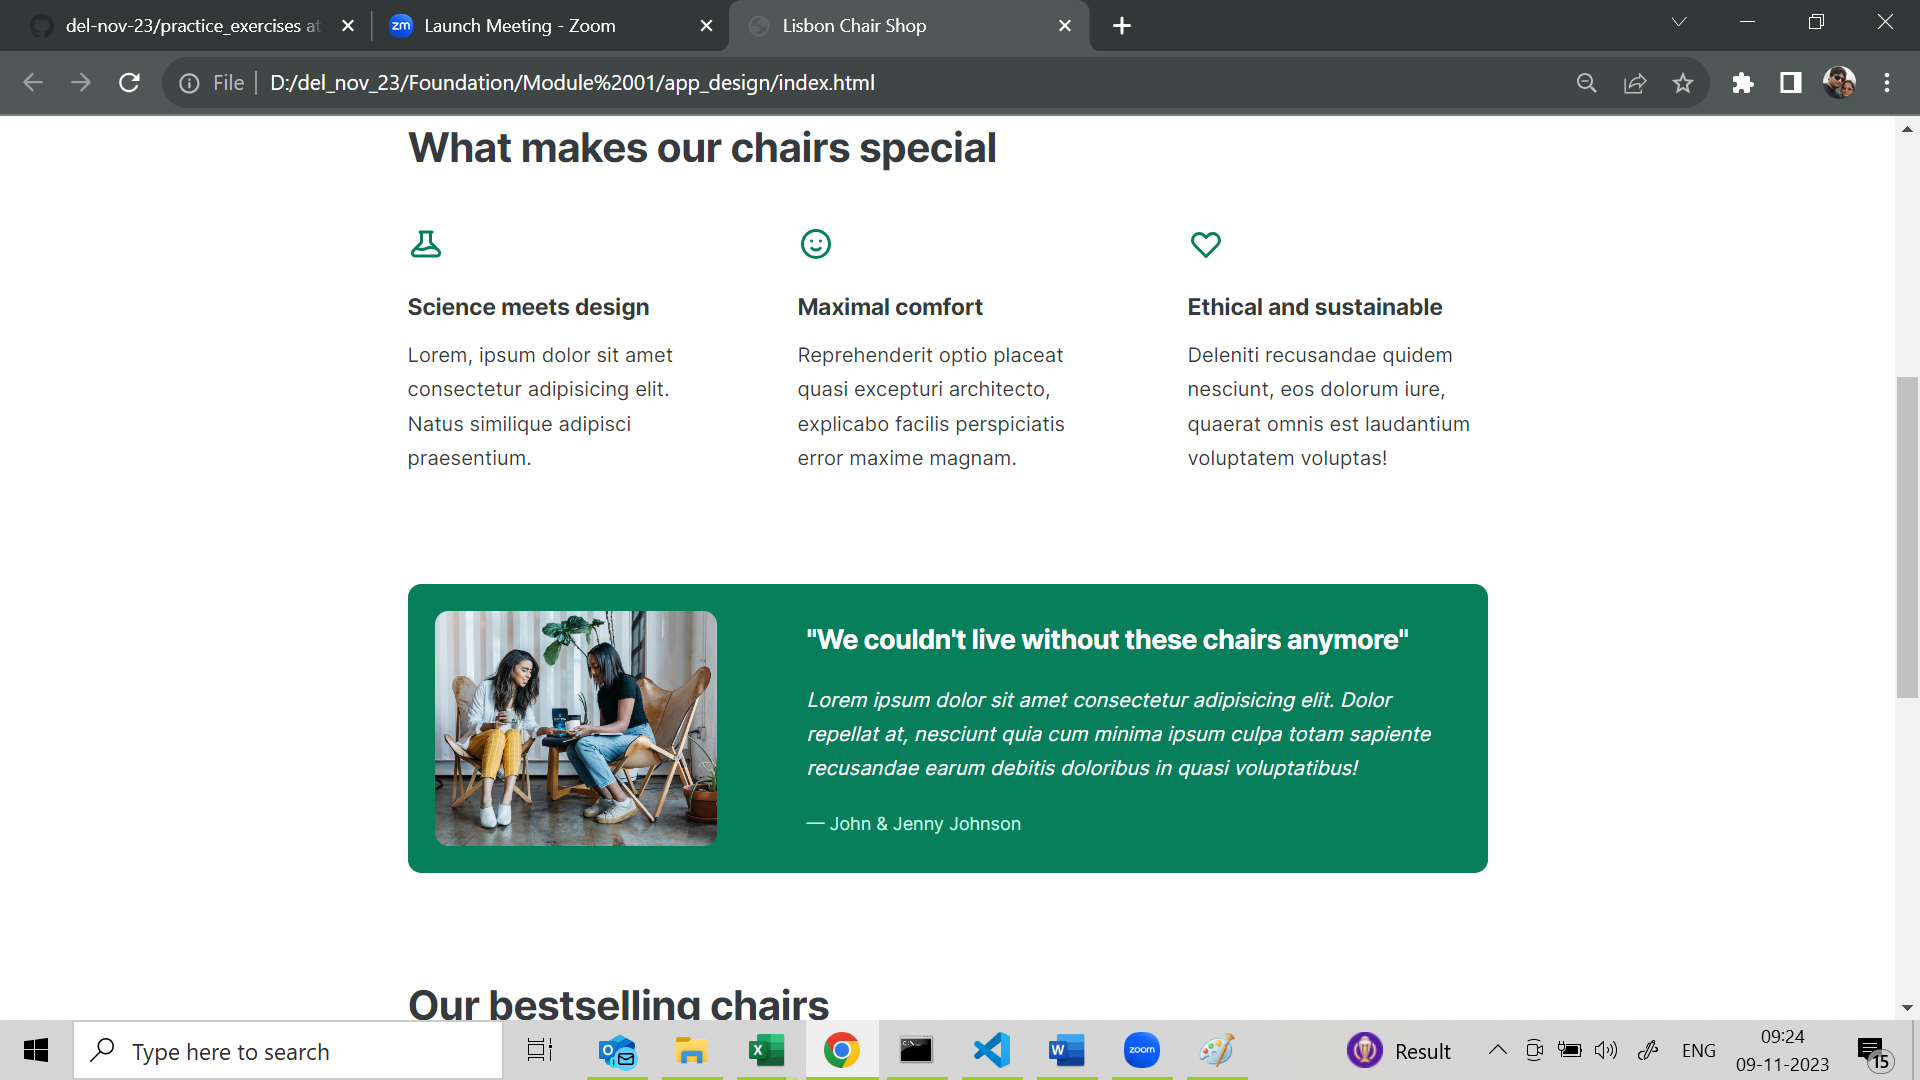 del-nov-23/practice_exercises at
zm Launch Meeting - Zoom
Lisbon Chair Shop
File D:/del_nov_23/Foundation/Module%2001/app_design/index.html
What makes our chairs special
Science meets design
Lorem, ipsum dolor sit amet
consectetur adipisicing elit.
Natus similique adipisci
praesentium.
Maximal comfort
Reprehenderit optio placeat
quasi excepturi architecto,
explicabo facilis perspiciatis
error maxime magnam.
Ethical and sustainable
Deleniti recusandae quidem
nesciunt, eos dolorum iure,
quaerat omnis est laudantium
voluptatem voluptas!
"We couldn't live without these chairs anymore"
Lorem ipsum dolor sit amet consectetur adipisicing elit. Dolor
repellat at, nesciunt quia cum minima ipsum culpa totam sapiente
recusandae earum debitis doloribus in quasi voluptatibus!
— John & Jenny Johnson
Our bestselling chairs
Type here to search
zoom
Result
ENG
09:24
09-11-2023
15